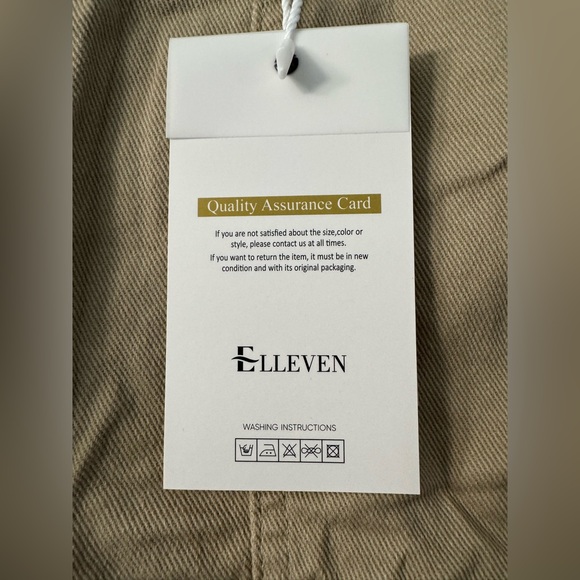 Quality Assurance Card
If you are not satisfied about the size,color or
style, please contact us at all times.
If you want to return the item, it must be in new
condition and with its original packaging.
ELLEVEN
WASHING INSTRUCTIONS